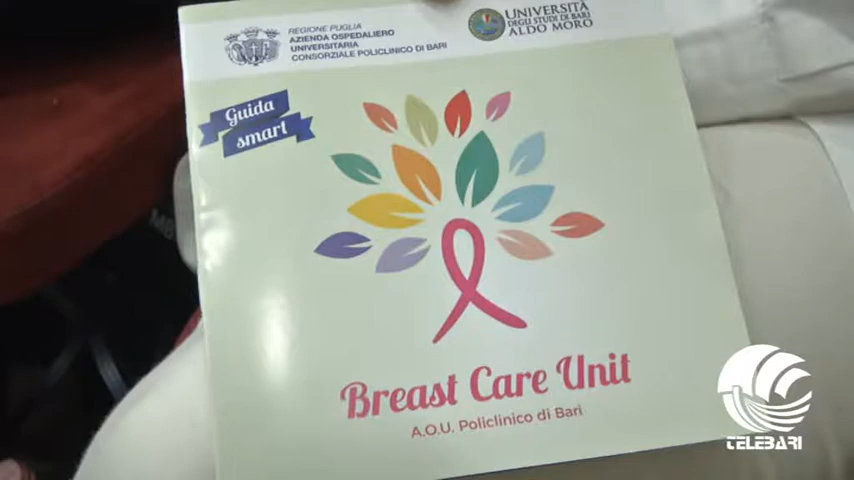 REGIONE PUGLIA
AZIENDA OSPEDALIERO
UNIVERSITARIA
CONSORZIALE POLICLINICO DI BARI
UNIVERSITÀ
DEGLI STUDI DI BARI
ALDO MORO
Guida
smart
Breast Care Unit
A.O.U. POLICLINICO DI BARI
TELEBARI